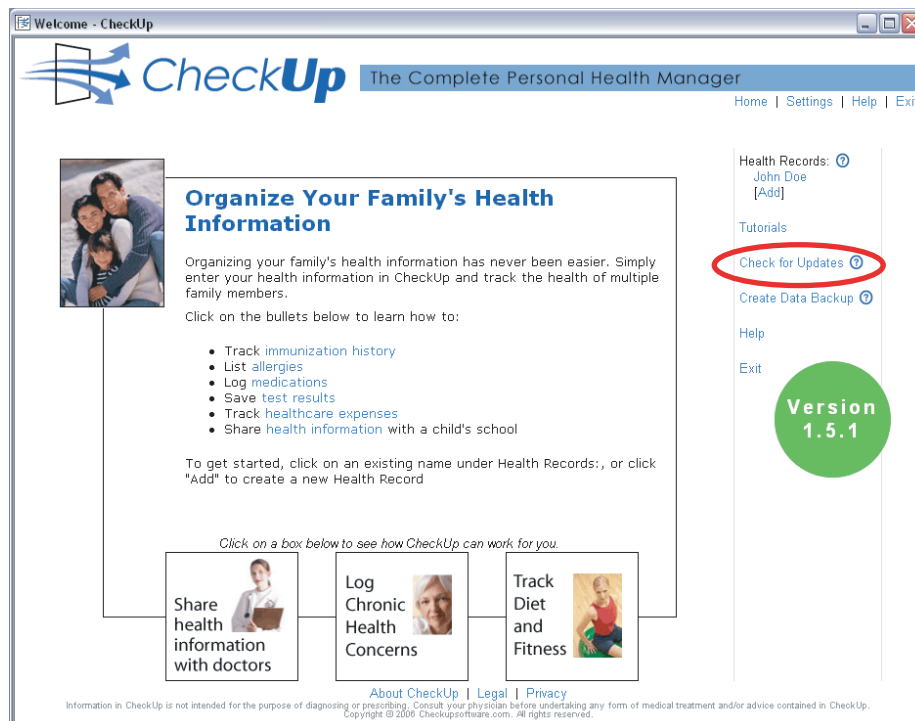 Welcome - CheckUp
CheckUp The Complete Personal Health Manager
Home | Settings | Help | Exit
Health Records: ?
John Doe
[Add]
Tutorials
Check for Updates ?
Create Data Backup ?
Help
Exit
Version
1.5.1
Organize Your Family's Health
Information
Organizing your family's health information has never been easier. Simply
enter your health information in CheckUp and track the health of multiple
family members.
Click on the bullets below to learn how to:
• Track immunization history
• List allergies
• Log medications
• Save test results
• Track healthcare expenses
• Share health information with a child's school
To get started, click on an existing name under Health Records:, or click
"Add" to create a new Health Record
Click on a box below to see how CheckUp can work for you.
Share
health
information
with doctors
Log
Chronic
Health
Concerns
Track
Diet
and
Fitness
About CheckUp | Legal | Privacy
Information in CheckUp is not intended for the purpose of diagnosing or prescribing. Consult your physician before undertaking any form of medical treatment and/or advice contained in CheckUp.
Copyright @ 2006 Checkupsoftware.com. All rights reserved.